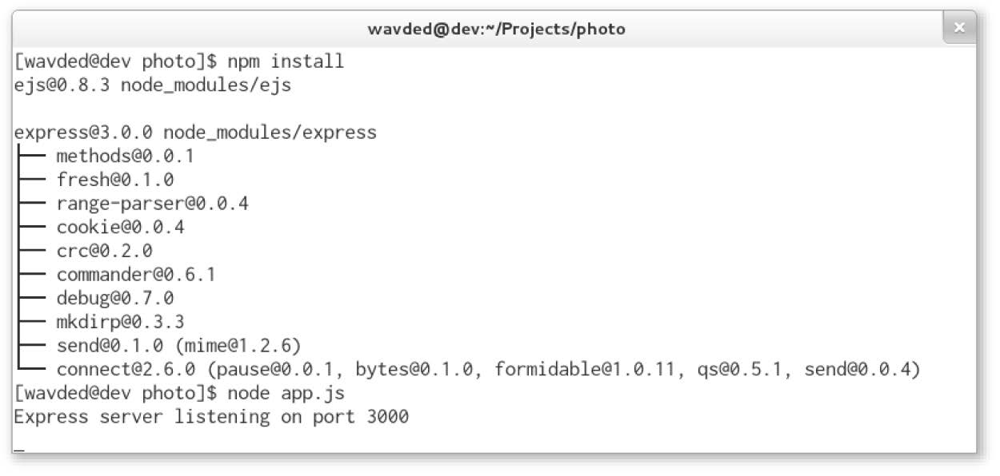 wavded@dev:~/Projects/photo
[wavded@dev photo]$ npm install
ejs@0.8.3 node_modules/ejs
express@3.0.0 node_modules/express
├── methods@0.0.1
├── fresh@0.1.0
├── range-parser@0.0.4
├── cookie@0.0.4
├── crc@0.2.0
├── commander@0.6.1
├── debug@0.7.0
├── mkdirp@0.3.3
├── send@0.1.0 (mime@1.2.6)
└── connect@2.6.0 (pause@0.0.1, bytes@0.1.0, formidable@1.0.11, qs@0.5.1, send@0.0.4)
[wavded@dev photo]$ node app.js
Express server listening on port 3000
_